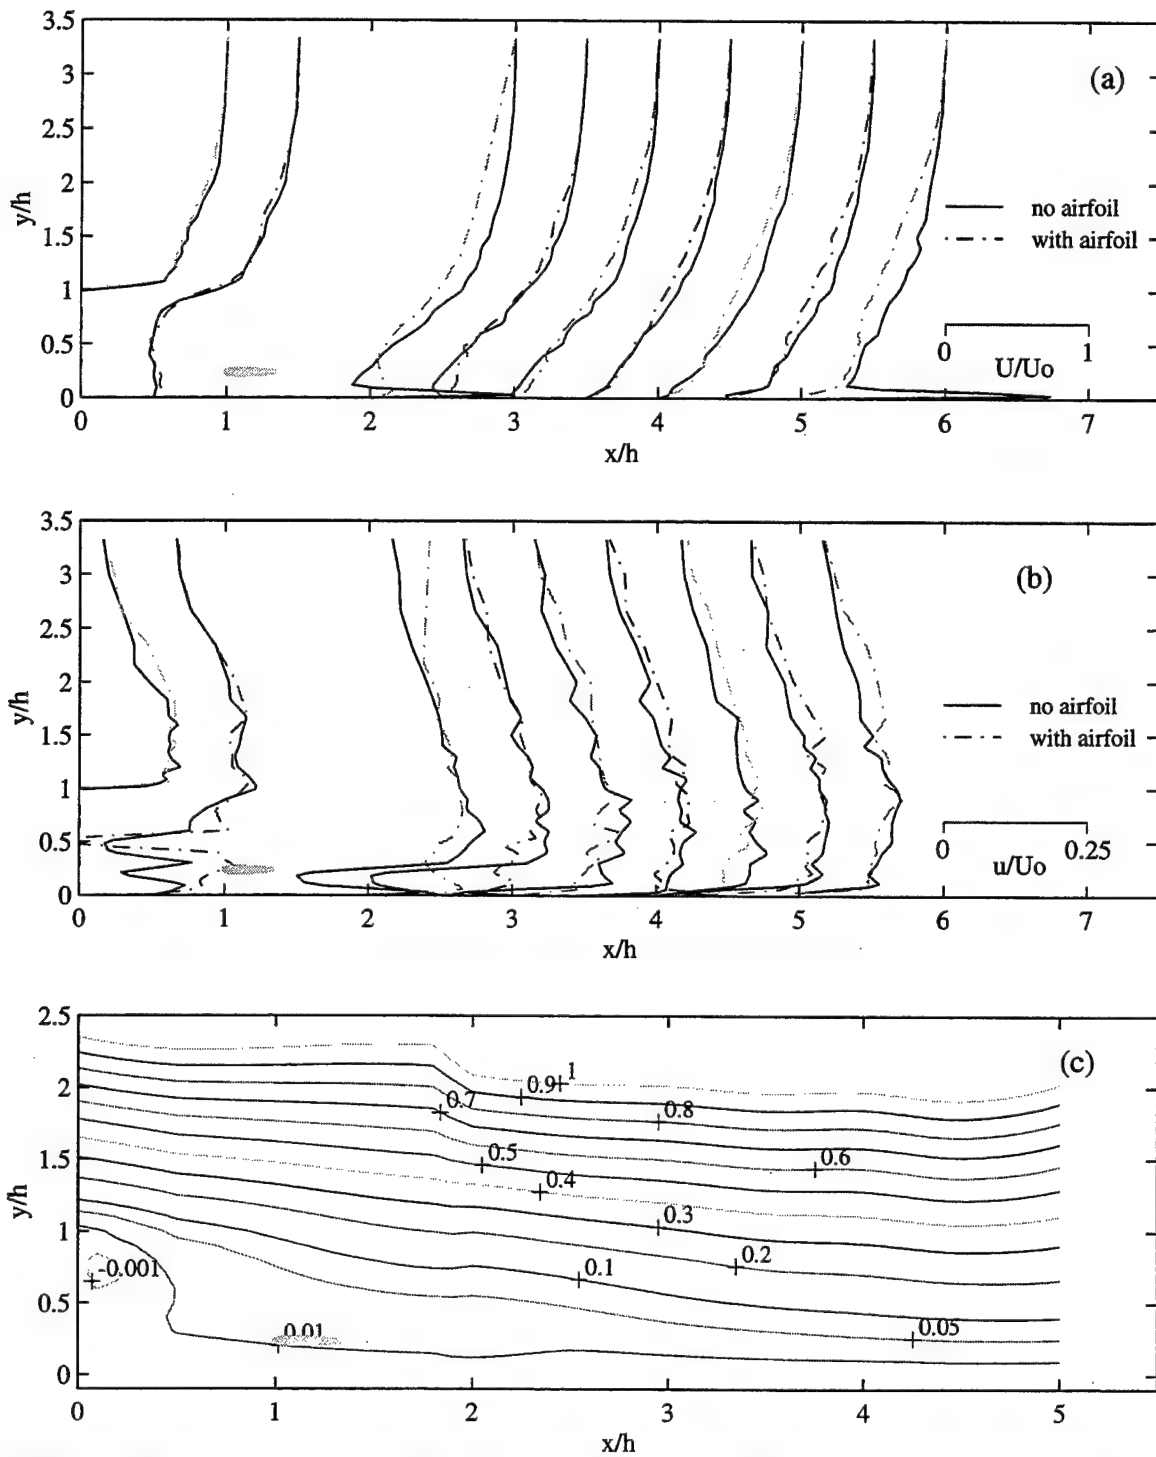 3.5
3
2.5
2
1.5
1
0.5
0
y/h
(a)
no airfoil
with airfoil
0 1
U/Uo
0 1 2 3 4 5 6 7
x/h
3.5
3
2.5
2
1.5
1
0.5
0
y/h
(b)
no airfoil
with airfoil
0 0.25
u/Uo
0 1 2 3 4 5 6 7
x/h
2.5
2
1.5
1
0.5
0
y/h
(c)
1
0.9
0.7
0.8
0.5
0.6
0.4
0.3
0.2
-0.001
0.1
0.01
0.05
0 1 2 3 4 5
x/h